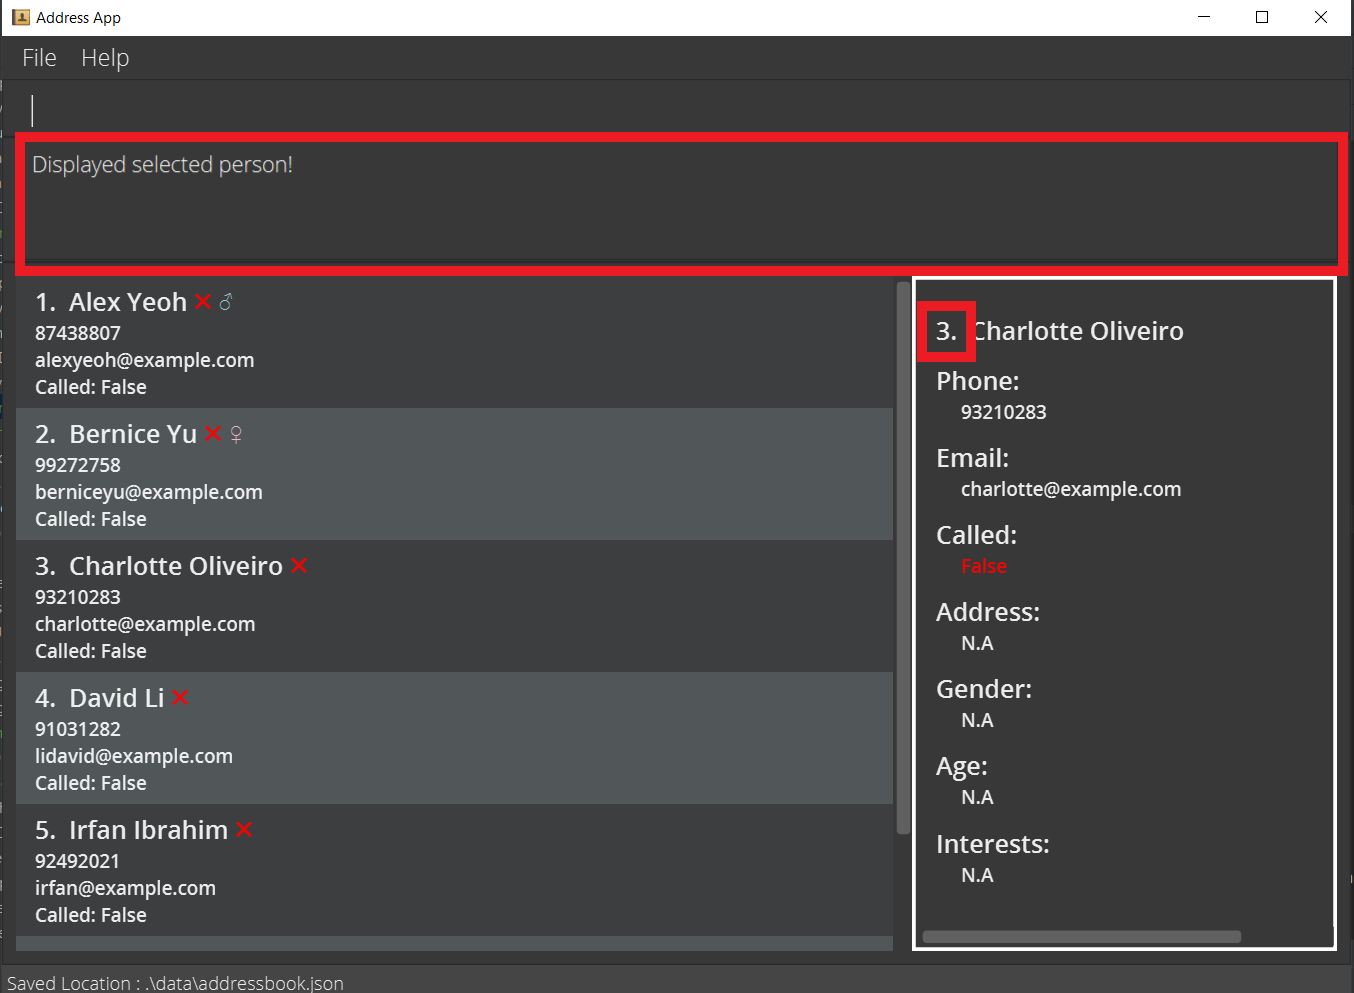 Address App
File Help
Displayed selected person!
1. Alex Yeoh ❌ ♂
87438807
alexyeoh@example.com
Called: False
2. Bernice Yu ❌ ♀
99272758
berniceyu@example.com
Called: False
3. Charlotte Oliveiro ❌
93210283
charlotte@example.com
Called: False
4. David Li ❌
91031282
lidavid@example.com
Called: False
5. Irfan Ibrahim ❌
92492021
irfan@example.com
Called: False
3. Charlotte Oliveiro
Phone:
93210283
Email:
charlotte@example.com
Called:
False
Address:
N.A
Gender:
N.A
Age:
N.A
Interests:
N.A
Saved Location : .\data\addressbook.json